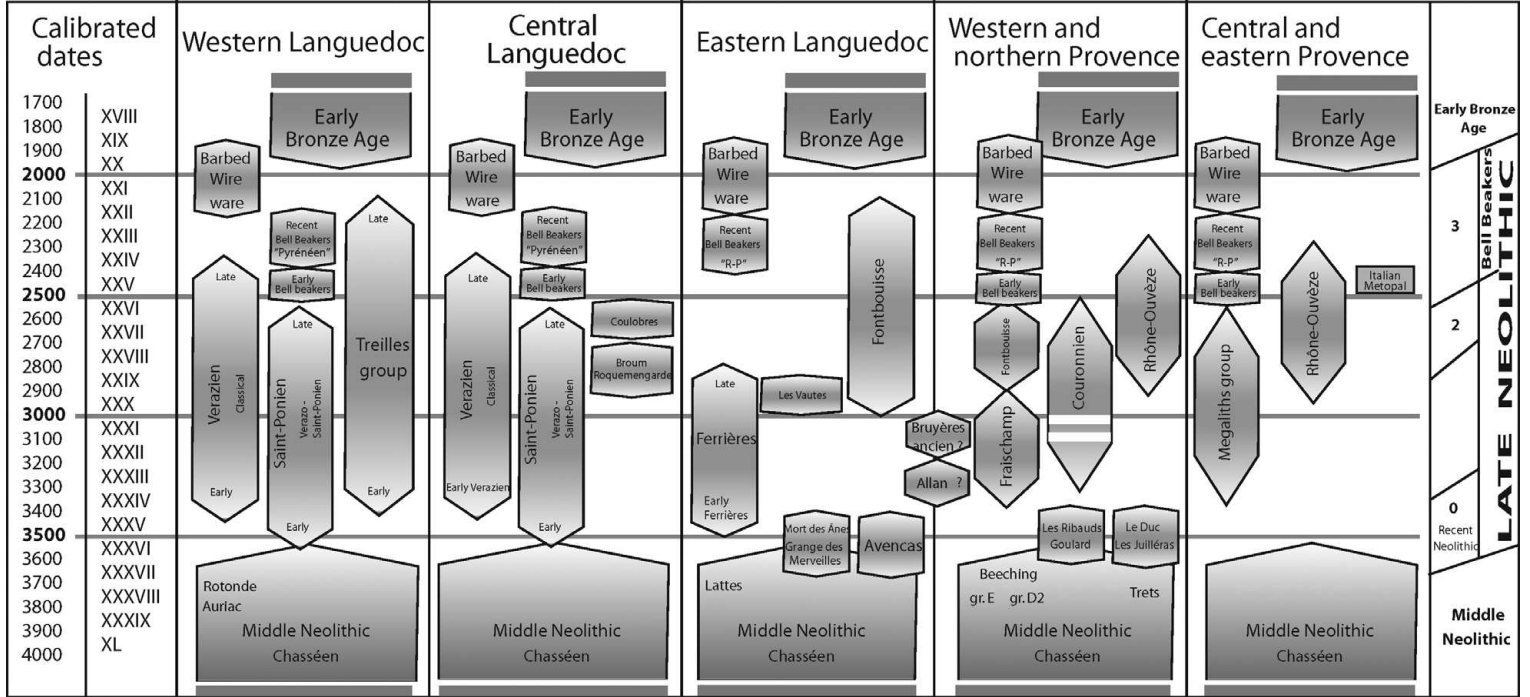 Calibrated
dates
Western Languedoc
Central
Languedoc
Eastern Languedoc
Western and
northern Provence
Central and
eastern Provence
1700
1800
1900
2000
2100
2200
2300
2400
2500
2600
2700
2800
2900
3000
3100
3200
3300
3400
3500
3600
3700
3800
3900
4000
XVIII
XIX
XX
XXI
XXII
XXIII
XXIV
XXV
XXVI
XXVII
XXVIII
XXIX
XXX
XXXI
XXXII
XXXIII
XXXIV
XXXV
XXXVI
XXXVII
XXXVIII
XXXIX
XL
Early
Bronze Age
Barbed
Wire
ware
Recent
Bell Beakers
"Pyrénéen"
Early
Bell beakers
Late
Verazien
Classical
Early
Late
Saint-Ponien
Verazo-
Saint-Ponien
Early
Late
Treilles
group
Early
Rotonde
Auriac
Middle Neolithic
Chasséen
Early
Bronze Age
Barbed
Wire
ware
Recent
Bell Beakers
"Pyrénéen"
Early
Bell beakers
Late
Verazien
Classical
Early Verazien
Late
Saint-Ponien
Verazo-
Saint-Ponien
Early
Coulobres
Broum
Roquemengarde
Middle Neolithic
Chasséen
Early
Bronze Age
Barbed
Wire
ware
Recent
Bell Beakers
"R-P"
Fontbouisse
Late
Ferrières
Early
Ferrières
Les Vautes
Mort des Ânes
Grange des
Merveilles
Avencas
Lattes
Middle Neolithic
Chasséen
Bruyères
ancien ?
Allan ?
Early
Bronze Age
Barbed
Wire
ware
Recent
Bell Beakers
"R-P"
Early
Bell beakers
Fontbouisse
Fraischamp
Couronnien
Rhône-Ouvèze
Les Ribauds
Goulard
Le Duc
Les Juilléras
Beeching
gr.E gr.D2
Trets
Middle Neolithic
Chasséen
Early
Bronze Age
Barbed
Wire
ware
Recent
Bell Beakers
"R-P"
Early
Bell beakers
Megaliths group
Rhône-Ouvèze
Italian
Metopal
Middle Neolithic
Chasséen
Early Bronze
Age
3
Bell Beakers
2
0
Recent
Neolithic
LATE NEOLITHIC
Middle
Neolithic